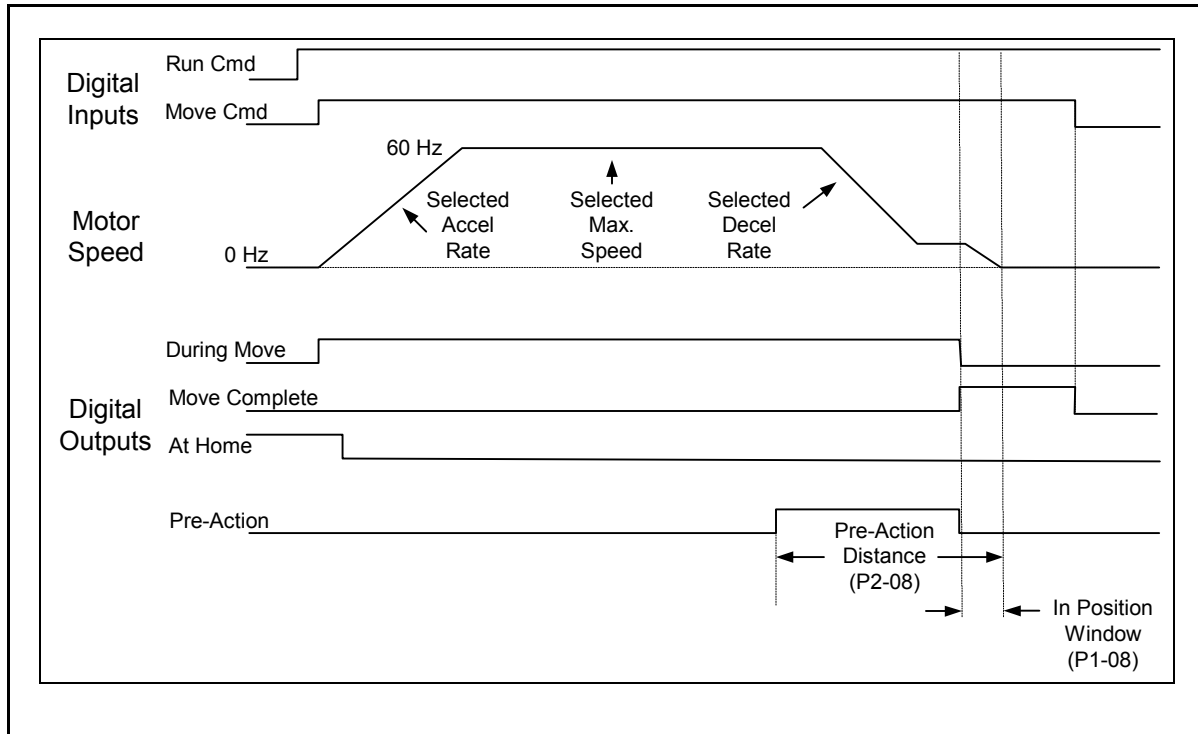 Digital
Inputs
Run Cmd
Move Cmd
Motor
Speed
60 Hz
0 Hz
Selected
Accel
Rate
Selected
Max.
Speed
Selected
Decel
Rate
Digital
Outputs
During Move
Move Complete
At Home
Pre-Action
Pre-Action
Distance
(P2-08)
In Position
Window
(P1-08)